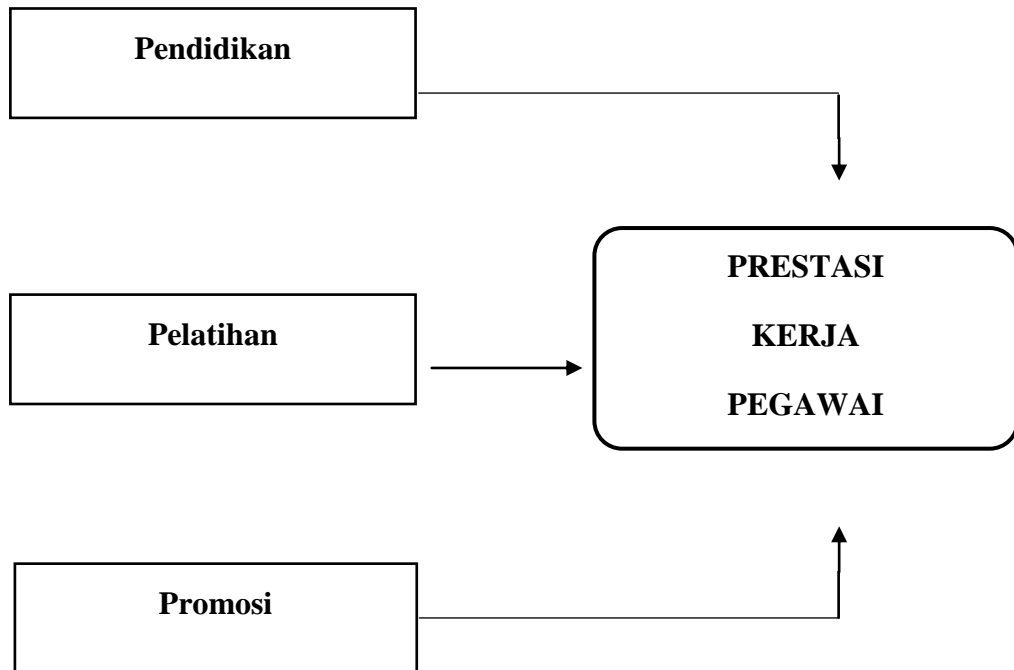 Pendidikan
Pelatihan
PRESTASI
KERJA
PEGAWAI
Promosi